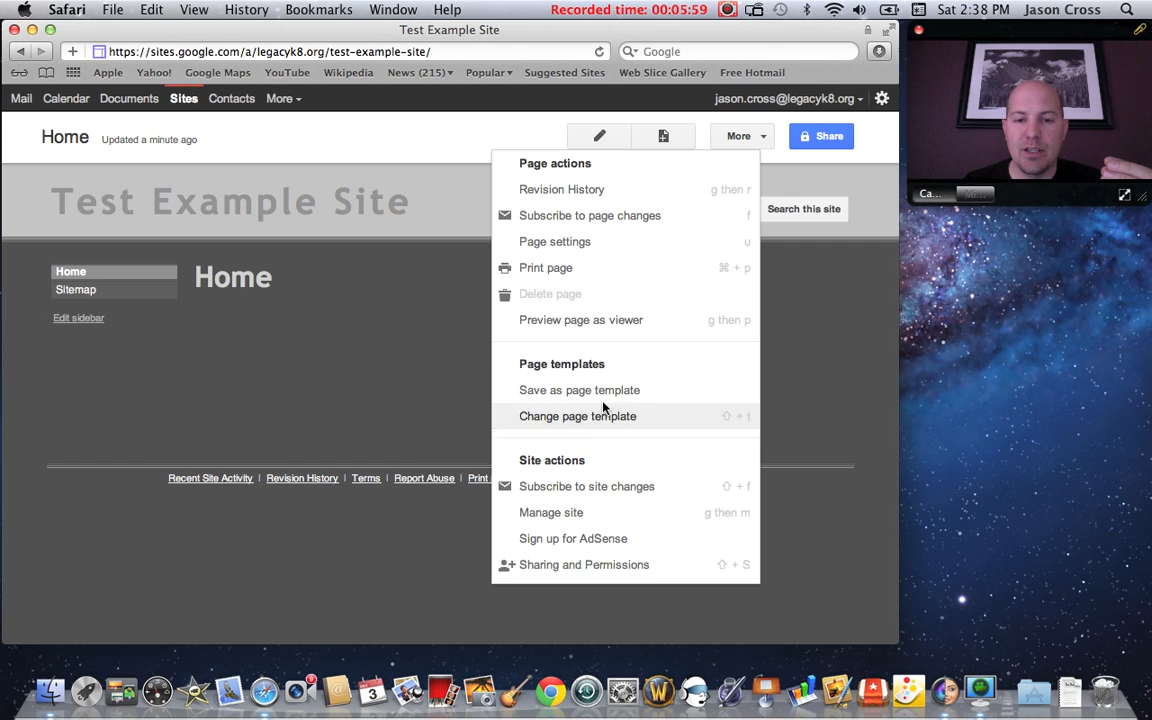 Safari File Edit View History Bookmarks Window Help Recorded time: 00:05:59 Sat 2:38 PM Jason Cross
Test Example Site
https://sites.google.com/a/legacyk8.org/test-example-site/ Google
Apple Yahoo! Google Maps YouTube Wikipedia News (215) Popular Suggested Sites Web Slice Gallery Free Hotmail
Mail Calendar Documents Sites Contacts More jason.cross@legacyk8.org
Home Updated a minute ago More Share
Page actions
Revision History g then r
Ca... Mi...
Test Example Site Subscribe to page changes f Search this site
Page settings u
Home Home Print page ⌘ + p
Sitemap Delete page
Edit sidebar Preview page as viewer g then p
Page templates
Save as page template
Change page template ⇧ + t
Site actions
Recent Site Activity | Revision History | Terms | Report Abuse | Print
Subscribe to site changes ⇧ + f
Manage site g then m
Sign up for AdSense
Sharing and Permissions ⇧ + S
3